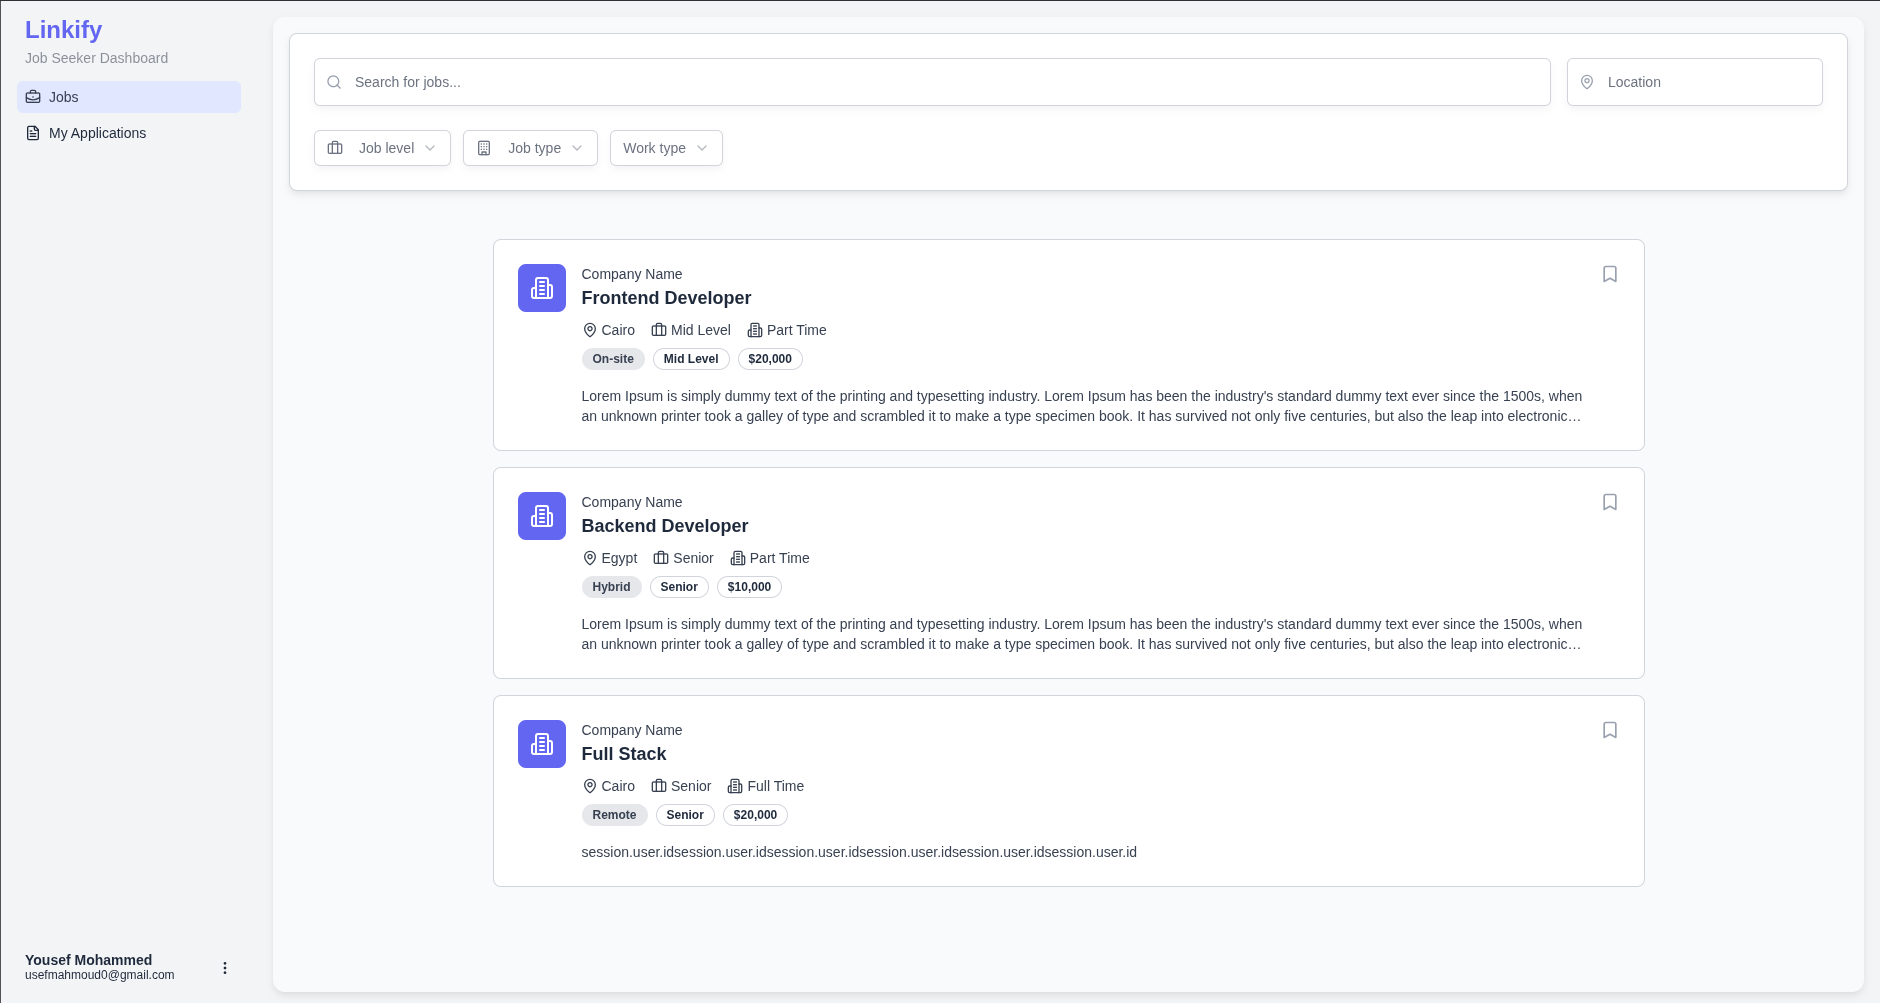 Linkify
Job Seeker Dashboard
Jobs
My Applications
Search for jobs...
Location
Job level
Job type
Work type
Company Name
Frontend Developer
Cairo Mid Level Part Time
On-site Mid Level $20,000
Lorem Ipsum is simply dummy text of the printing and typesetting industry. Lorem Ipsum has been the industry's standard dummy text ever since the 1500s, when
an unknown printer took a galley of type and scrambled it to make a type specimen book. It has survived not only five centuries, but also the leap into electronic…
Company Name
Backend Developer
Egypt Senior Part Time
Hybrid Senior $10,000
Lorem Ipsum is simply dummy text of the printing and typesetting industry. Lorem Ipsum has been the industry's standard dummy text ever since the 1500s, when
an unknown printer took a galley of type and scrambled it to make a type specimen book. It has survived not only five centuries, but also the leap into electronic…
Company Name
Full Stack
Cairo Senior Full Time
Remote Senior $20,000
session.user.idsession.user.idsession.user.idsession.user.idsession.user.idsession.user.id
Yousef Mohammed
usefmahmoud0@gmail.com